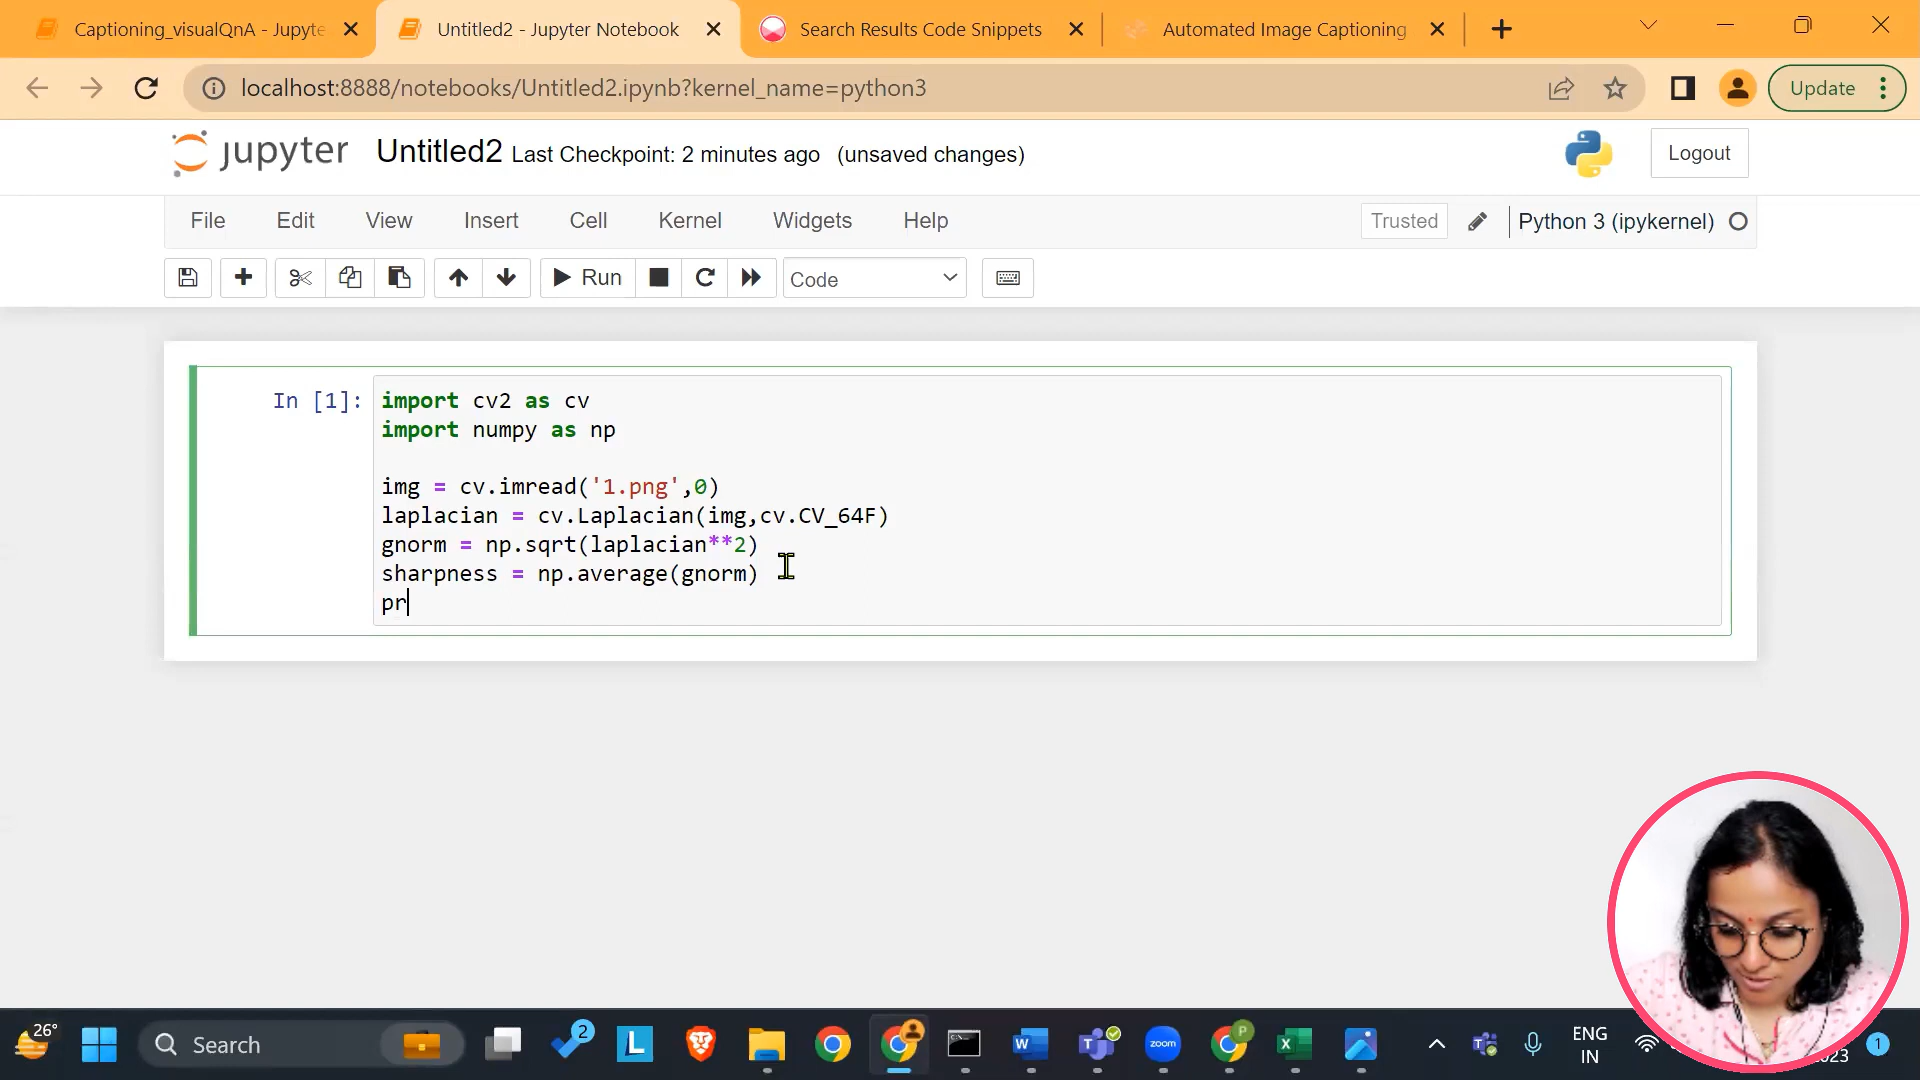 Captioning_visualQnA - Jupyte
Untitled2 - Jupyter Notebook
Search Results Code Snippets
Automated Image Captioning
localhost:8888/notebooks/Untitled2.ipynb?kernel_name=python3
Update
jupyter Untitled2 Last Checkpoint: 2 minutes ago (unsaved changes)
Logout
File Edit View Insert Cell Kernel Widgets Help
Trusted
Python 3 (ipykernel)
Run
Code
In [1]:
import cv2 as cv
import numpy as np
img = cv.imread('1.png',0)
laplacian = cv.Laplacian(img,cv.CV_64F)
gnorm = np.sqrt(laplacian**2)
sharpness = np.average(gnorm)
pr
26°
Search
2
L
W
T
P
zoom
X
ENG
IN
2023
1